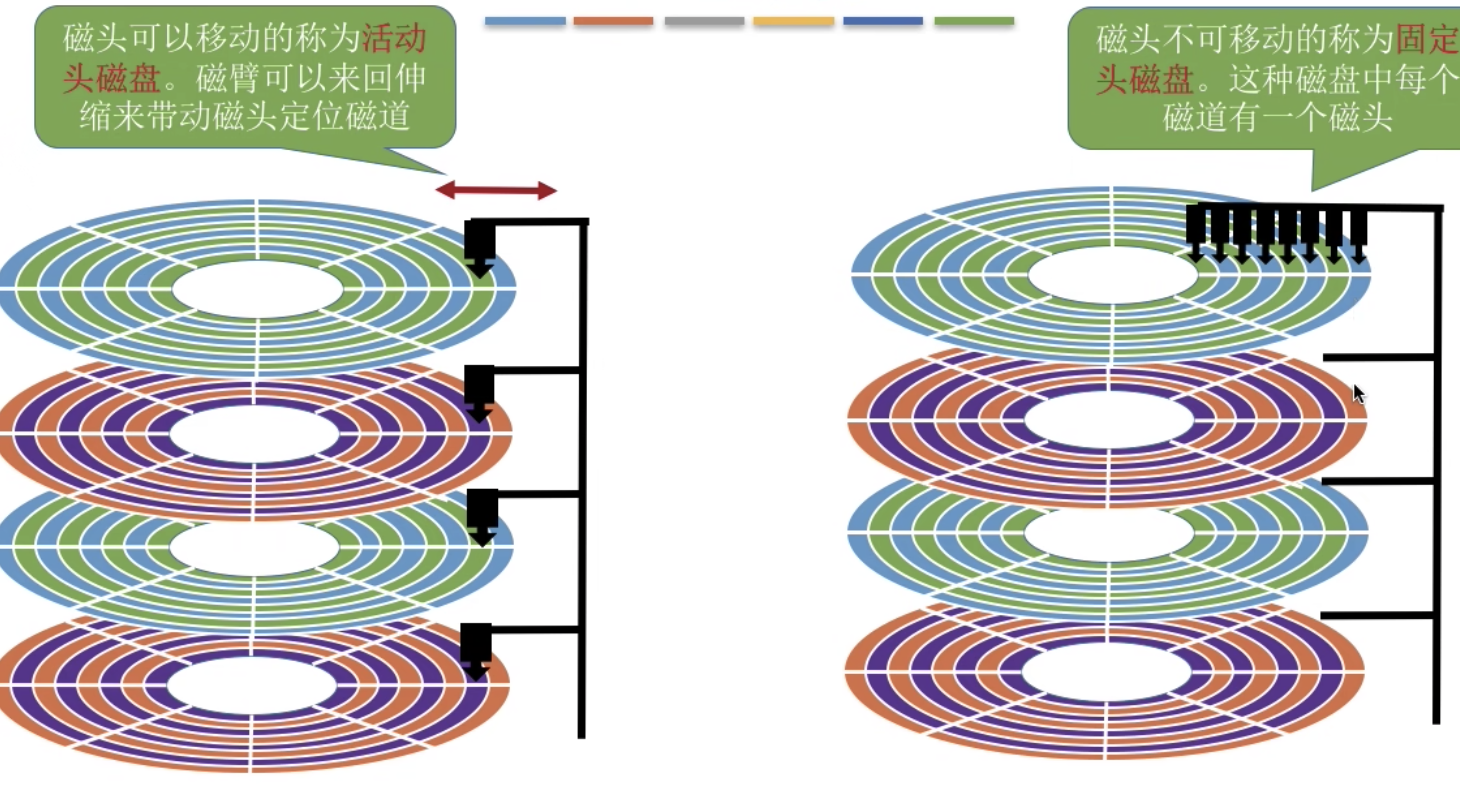 磁头可以移动的称为活动
头磁盘。磁臂可以来回伸
缩来带动磁头定位磁道
磁头不可移动的称为固定
头磁盘。这种磁盘中每个
磁道有一个磁头